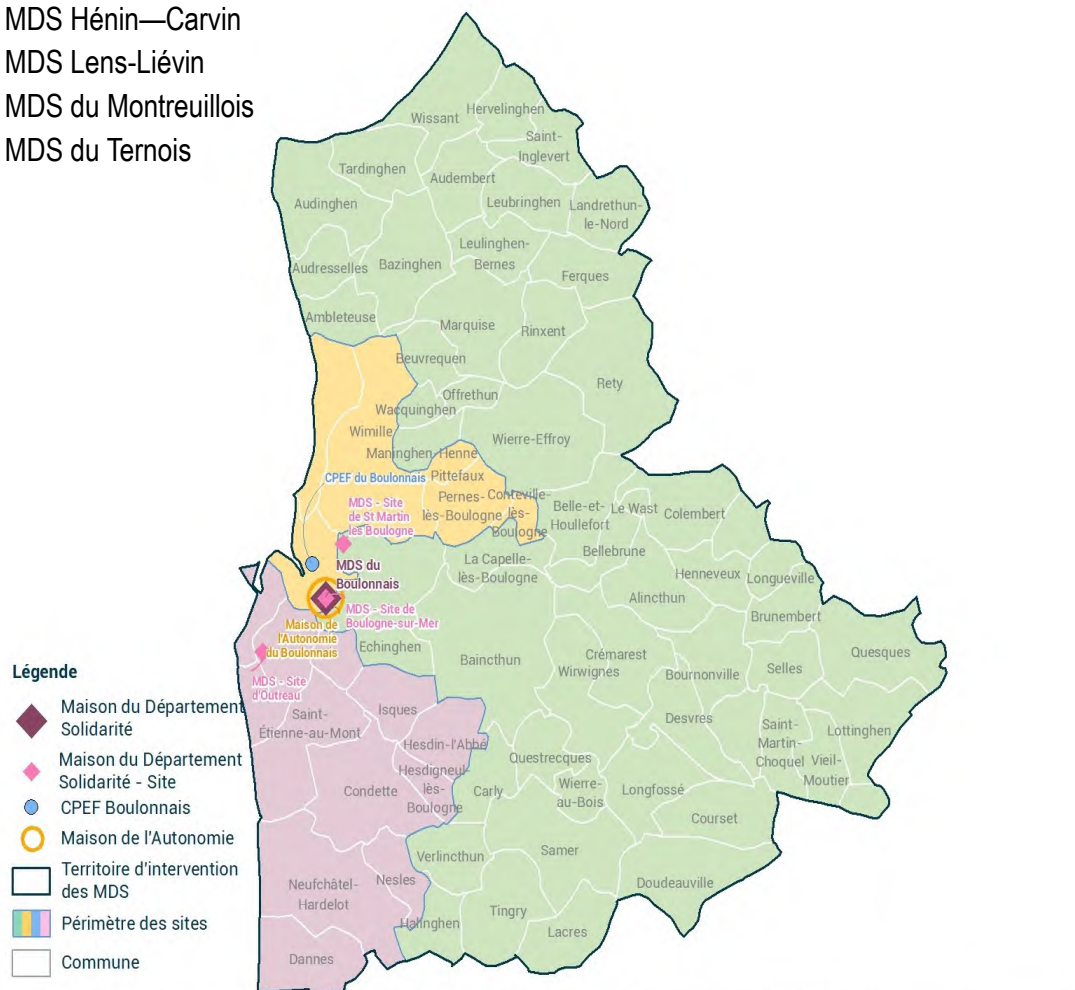 MDS Hénin—Carvin
MDS Lens-Liévin
MDS du Montreuillois
MDS du Ternois
Wissant
Hervelinghen
Saint-
Inglevert
Tardinghen
Audembert
Audinghen
Leubringhen
Landrethun-
le-Nord
Leulinghen-
Bernes
Audresselles
Bazinghen
Ferques
Ambleteuse
Marquise
Rinxent
Beuvrequen
Rety
Offrethun
Wacquinghen
Wimille
Wierre-Effroy
Maninghen-Henne
CPEF du Boulonnais
Pittefaux
Pernes-
lès-Boulogne
Conteville-
lès-
Boulogne
MDS - Site
de St Martin
les Boulogne
Belle-et-
Houllefort
Le Wast
Colembert
Bellebrune
La Capelle-
lès-Boulogne
MDS du
Boulonnais
Henneveux
Longueville
Alincthun
MDS - Site de
Boulogne-sur-Mer
Brunembert
Maison de
l'Autonomie
du Boulonnais
Echinghen
Baincthun
Crémarest
Wirwignes
Bournonville
Selles
Quesques
MDS - Site
d'Outreau
Saint-
Étienne-au-Mont
Isques
Desvres
Saint-
Martin-
Choquel
Lottinghen
Vieil-
Moutier
Hesdin-l'Abbé
Questrecques
Hesdigneul-
lès-
Boulogne
Condette
Carly
Wierre-
au-Bois
Longfossé
Courset
Verlincthun
Samer
Nesles
Neufchâtel-
Hardelot
Doudeauville
Tingry
Halinghen
Lacres
Dannes
Légende
Maison du Département
Solidarité
Maison du Département
Solidarité - Site
CPEF Boulonnais
Maison de l'Autonomie
Territoire d'intervention
des MDS
Périmètre des sites
Commune